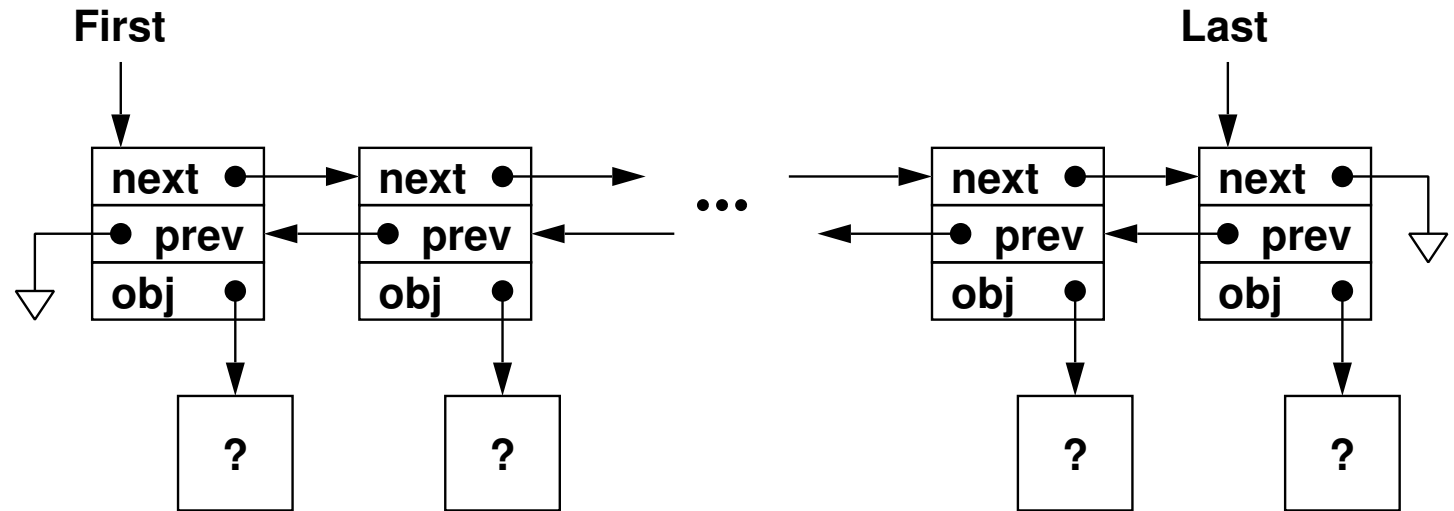 First Last
next next ... next next
prev prev prev prev
obj obj obj obj
? ? ? ?